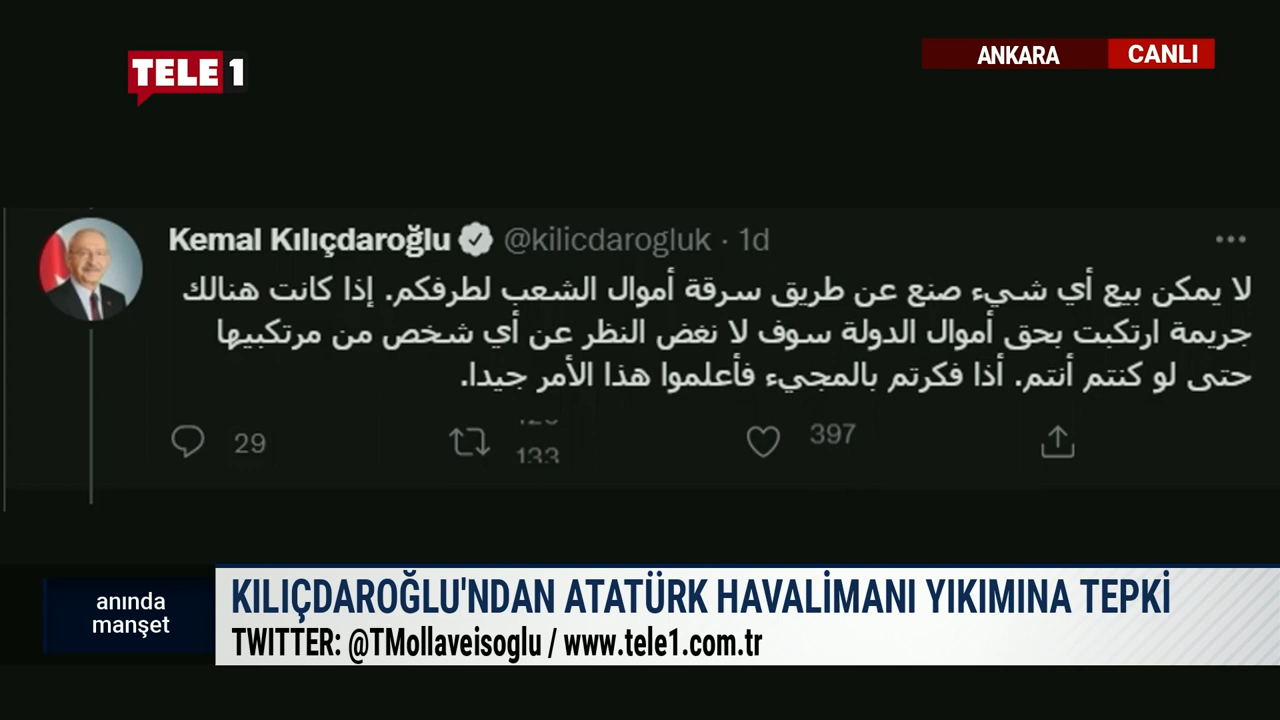 TELE 1
ANKARA CANLI
Kemal Kılıçdaroğlu @kilicdarogluk · 1d
لا يمكن بيع أي شيء صنع عن طريق سرقة أموال الشعب لطرفكم. إذا كانت هنالك
جريمة ارتكبت بحق أموال الدولة سوف لا نغض النظر عن أي شخص من مرتكبيها
حتى لو كنتم أنتم. أذا فكرتم بالمجيء فأعلموا هذا الأمر جيدا.
29 133 397
anında
manşet
KILIÇDAROĞLU'NDAN ATATÜRK HAVALİMANI YIKIMINA TEPKİ
TWITTER: @TMollaveisoglu / www.tele1.com.tr